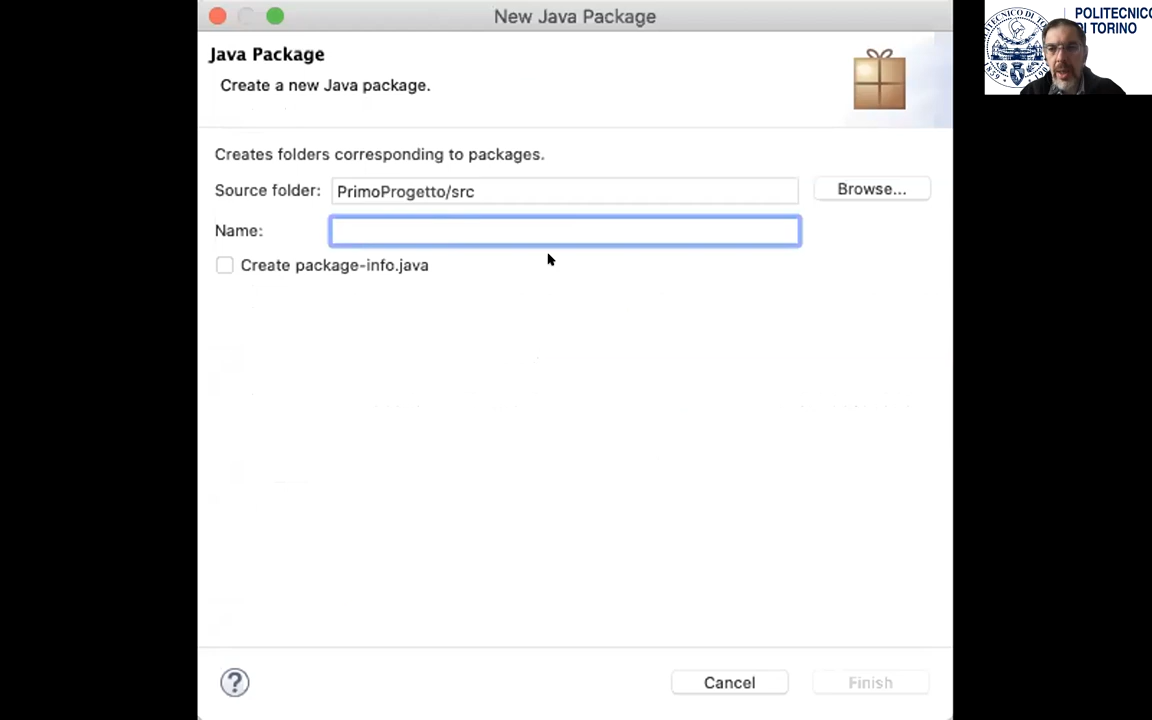 New Java Package
Java Package
Create a new Java package.
Creates folders corresponding to packages.
Source folder: PrimoProgetto/src Browse...
Name:
Create package-info.java
? Cancel Finish
POLITECNICO
DI TORINO